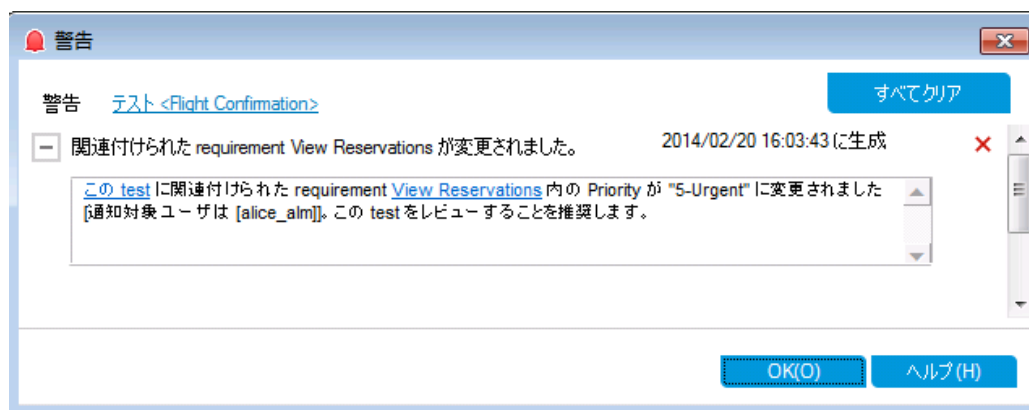 警告
すべてクリア
警告 テスト <Flight Confirmation>
関連付けられた requirement View Reservations が変更されました。 2014/02/20 16:03:43 に生成
この test に関連付けられた requirement View Reservations 内の Priority が "5-Urgent" に変更されました
[通知対象ユーザは [alice_alm]]。この test をレビューすることを推奨します。
OK(O) ヘルプ(H)